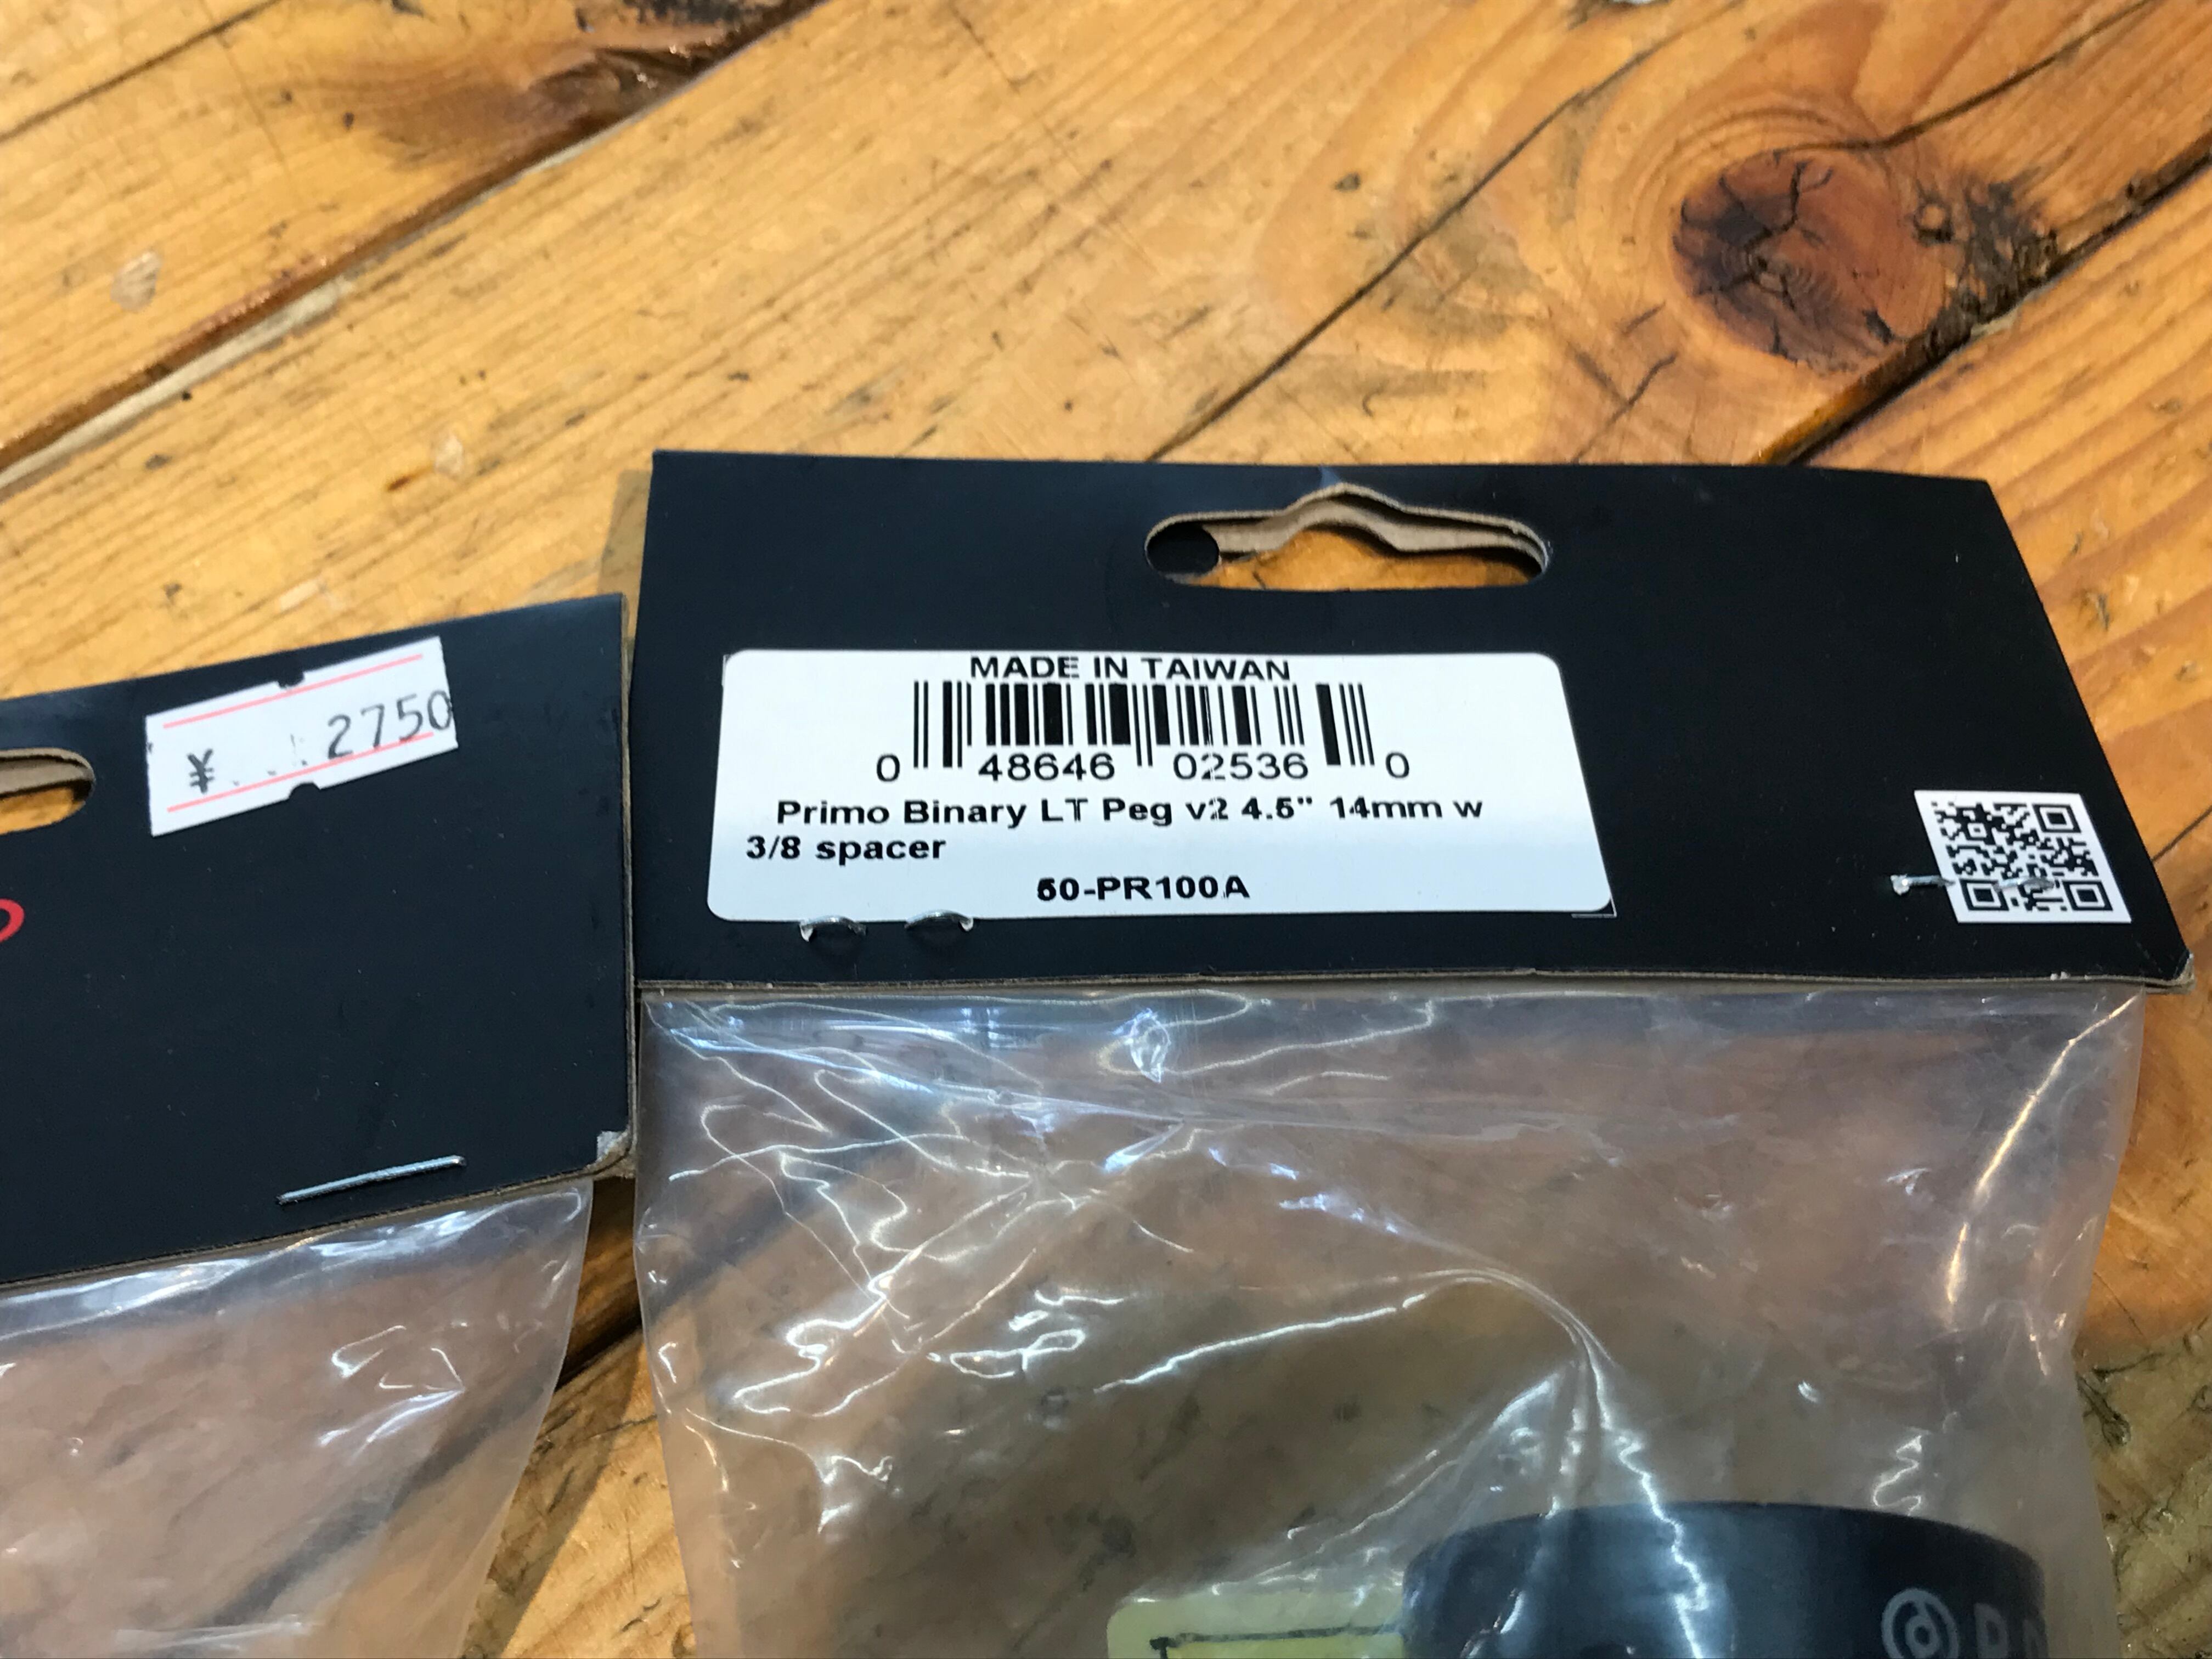 ¥ 2750
MADE IN TAIWAN
0 48646 02536 0
Primo Binary LT Peg v2 4.5" 14mm w
3/8 spacer
50-PR100A